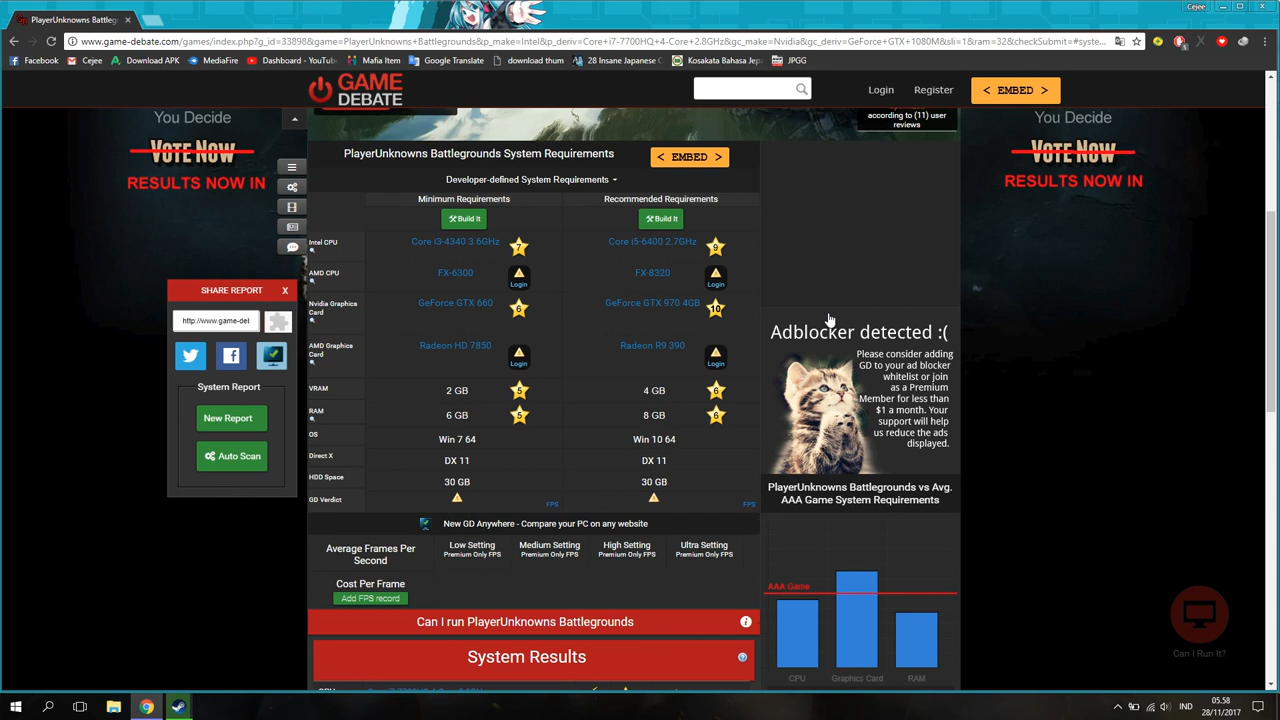 PlayerUnknowns Battleg
Cejee
www.game-debate.com/games/index.php?g_id=33898&game=PlayerUnknowns+Battlegrounds&p_make=Intel&p_deriv=Core+i7-7700HQ+4-Core+2.8GHz&gc_make=Nvidia&gc_deriv=GeForce+GTX+1080M&sli=1&ram=32&checkSubmit=#syste...
Facebook
Cejee
Download APK
MediaFire
Dashboard - YouTub
Mafia Item
Google Translate
download thum
28 Insane Japanese C
Kosakata Bahasa Jepa
JPGG
GAME
DEBATE
Login
Register
< EMBED >
You Decide
VOTE NOW
RESULTS NOW IN
according to (11) user
reviews
You Decide
VOTE NOW
RESULTS NOW IN
PlayerUnknowns Battlegrounds System Requirements
< EMBED >
Developer-defined System Requirements
Minimum Requirements
Recommended Requirements
Build It
Build It
Intel CPU
Core i3-4340 3.6GHz
7
Core i5-6400 2.7GHz
9
AMD CPU
FX-6300
Login
FX-8320
Login
Nvidia Graphics
Card
GeForce GTX 660
6
GeForce GTX 970 4GB
10
AMD Graphics
Card
Radeon HD 7850
Login
Radeon R9 390
Login
VRAM
2 GB
5
4 GB
6
RAM
6 GB
5
8 GB
6
OS
Win 7 64
Win 10 64
Direct X
DX 11
DX 11
HDD Space
30 GB
30 GB
GD Verdict
FPS
FPS
New GD Anywhere - Compare your PC on any website
Average Frames Per
Second
Low Setting
Premium Only FPS
Medium Setting
Premium Only FPS
High Setting
Premium Only FPS
Ultra Setting
Premium Only FPS
Cost Per Frame
Add FPS record
Can I run PlayerUnknowns Battlegrounds
System Results
SHARE REPORT
X
http://www.game-del
System Report
New Report
Auto Scan
Adblocker detected :(
Please consider adding
GD to your ad blocker
whitelist or join
as a Premium
Member for less than
$1 a month. Your
support will help
us reduce the ads
displayed.
PlayerUnknowns Battlegrounds vs Avg.
AAA Game System Requirements
AAA Game
CPU
Graphics Card
RAM
Can I Run It?
IND
05.58
28/11/2017